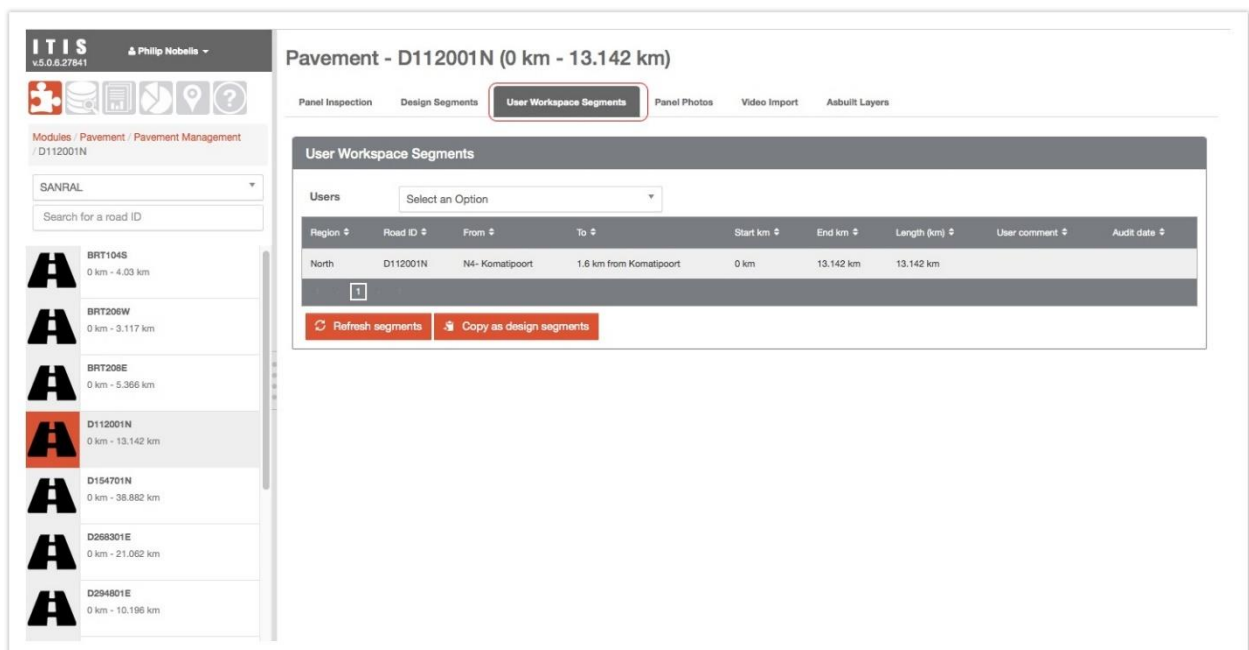 ITIS
v.5.0.6.27841
Philip Nobelis
Modules / Pavement / Pavement Management
/ D112001N
SANRAL
Search for a road ID
BRT104S
0 km - 4.03 km
BRT206W
0 km - 3.117 km
BRT208E
0 km - 5.366 km
D112001N
0 km - 13.142 km
D154701N
0 km - 38.882 km
D268301E
0 km - 21.062 km
D294801E
0 km - 10.196 km
Pavement - D112001N (0 km - 13.142 km)
Panel Inspection Design Segments User Workspace Segments Panel Photos Video Import Asbuilt Layers
User Workspace Segments
Users Select an Option
Region Road ID From To Start km End km Length (km) User comment Audit date
North D112001N N4- Komatipoort 1.6 km from Komatipoort 0 km 13.142 km 13.142 km
1
Refresh segments Copy as design segments